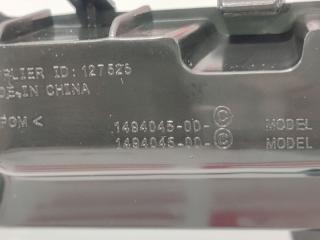 PLIER ID: 127526
DE IN CHINA
POM <
1494045-00-Ⓒ MODEL
1494045-00-Ⓒ MODEL